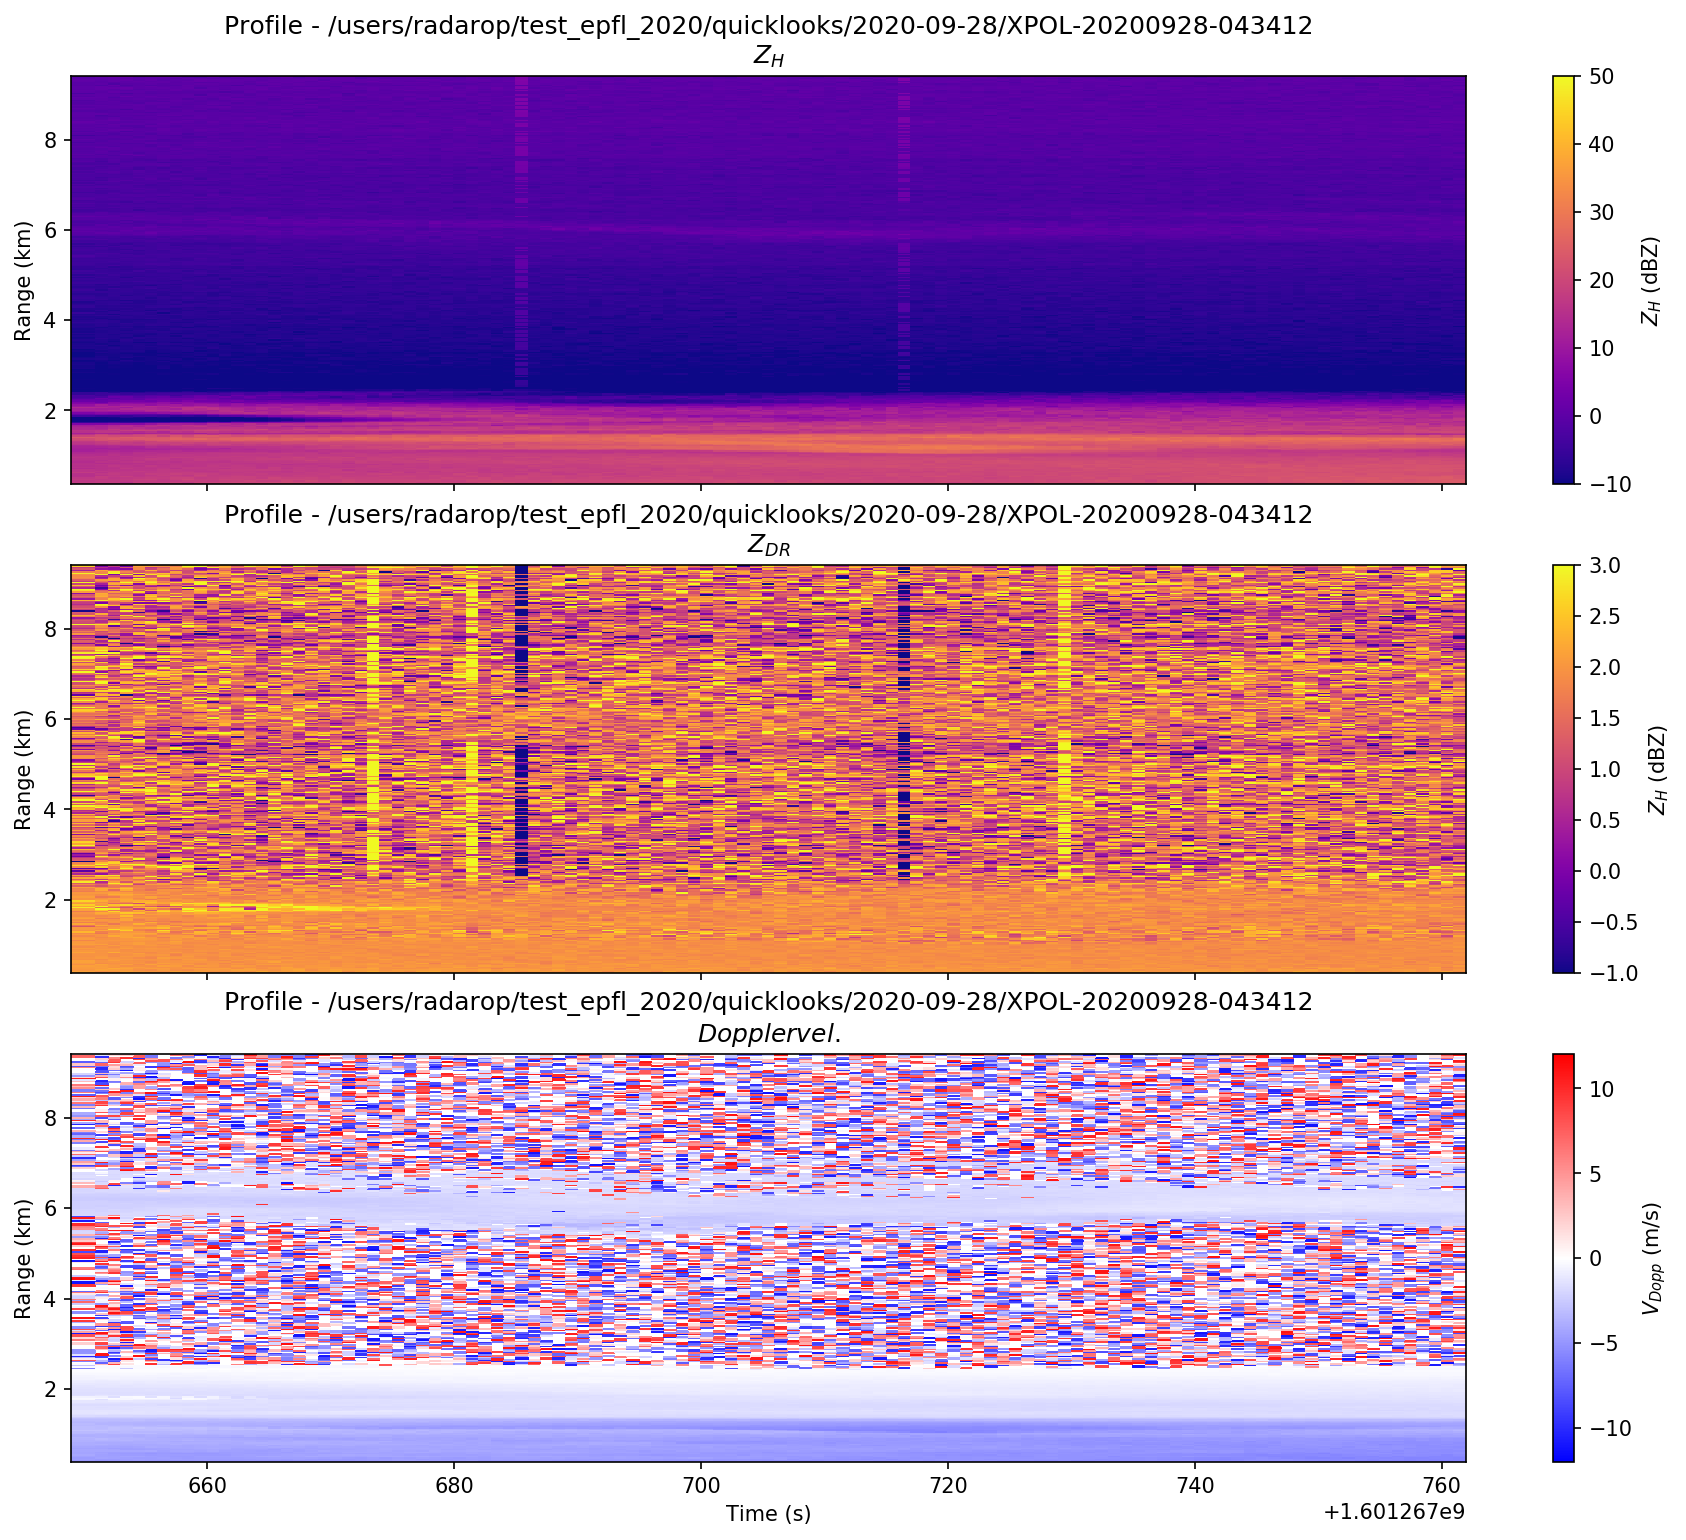 Profile - /users/radarop/test_epfl_2020/quicklooks/2020-09-28/XPOL-20200928-043412
Z_H
50
40
30
20
10
0
−10
Z_H (dBZ)
8
6
4
2
Range (km)
Profile - /users/radarop/test_epfl_2020/quicklooks/2020-09-28/XPOL-20200928-043412
Z_DR
3.0
2.5
2.0
1.5
1.0
0.5
0.0
−0.5
−1.0
Z_H (dBZ)
8
6
4
2
Range (km)
Profile - /users/radarop/test_epfl_2020/quicklooks/2020-09-28/XPOL-20200928-043412
Dopplervel.
10
5
0
−5
−10
V_Dopp (m/s)
8
6
4
2
Range (km)
660 680 700 720 740 760
Time (s)
+1.601267e9